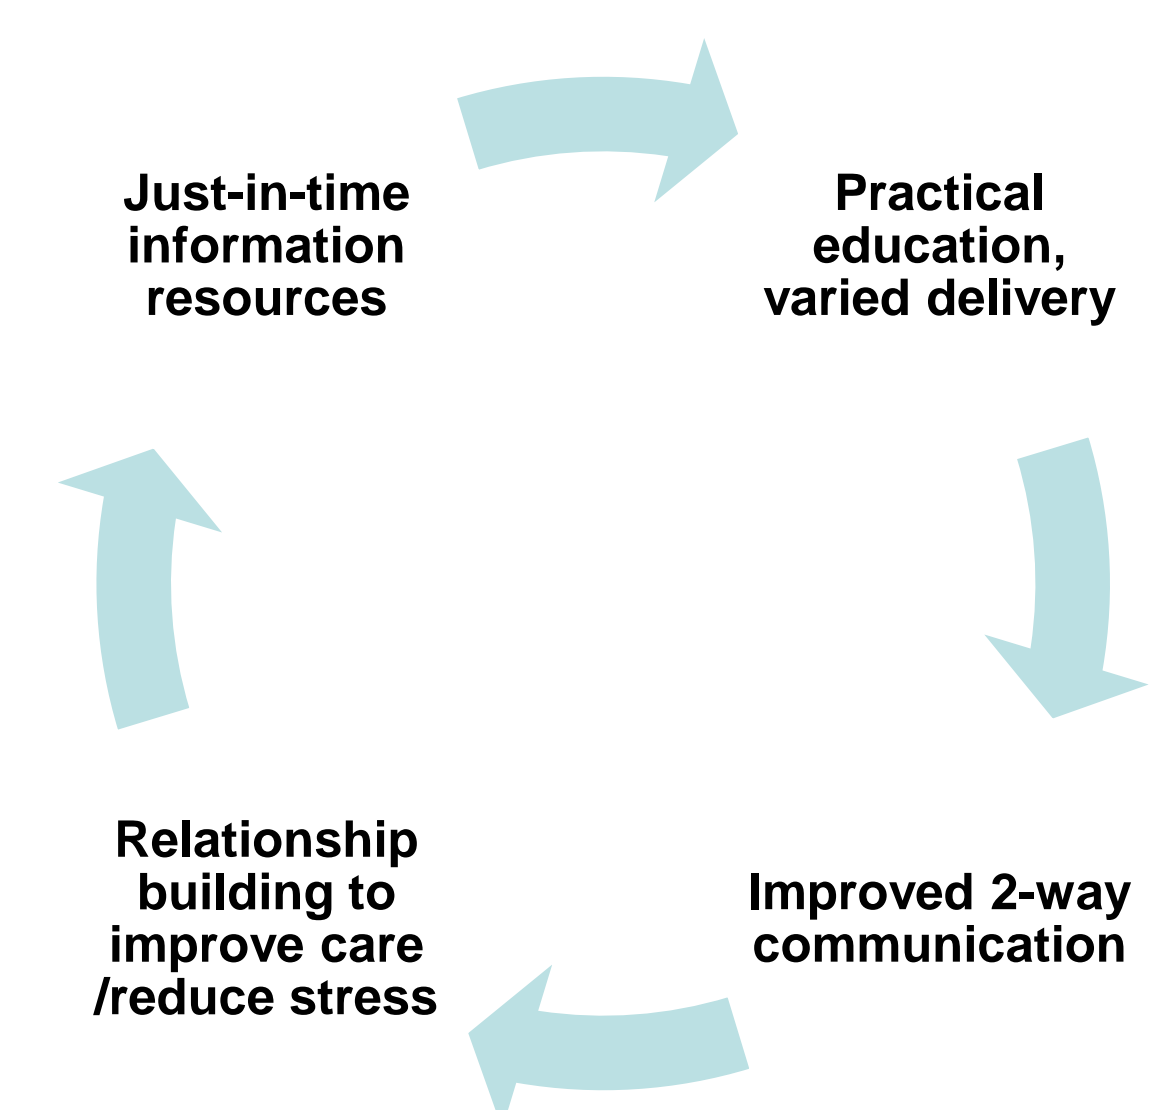 Just-in-time
information
resources
Practical
education,
varied delivery
Improved 2-way
communication
Relationship
building to
improve care
/reduce stress